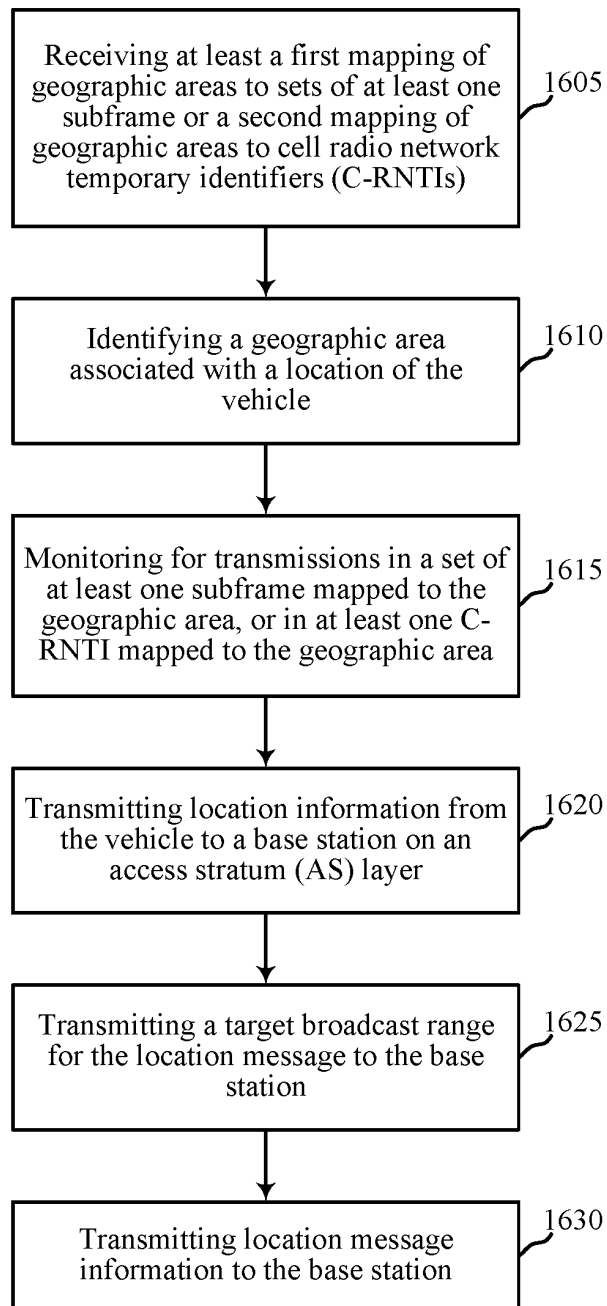 Receiving at least a first mapping of
geographic areas to sets of at least one
subframe or a second mapping of
geographic areas to cell radio network
temporary identifiers (C-RNTIs)
1605
Identifying a geographic area
associated with a location of the
vehicle
1610
Monitoring for transmissions in a set of
at least one subframe mapped to the
geographic area, or in at least one C-
RNTI mapped to the geographic area
1615
Transmitting location information from
the vehicle to a base station on an
access stratum (AS) layer
1620
Transmitting a target broadcast range
for the location message to the base
station
1625
Transmitting location message
information to the base station
1630